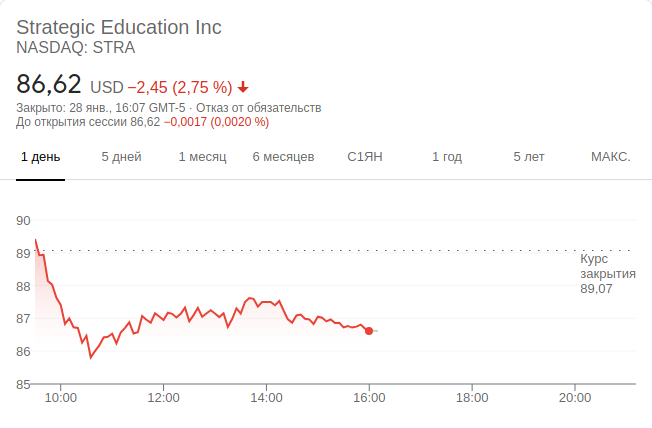 Strategic Education Inc
NASDAQ: STRA
86,62 USD −2,45 (2,75 %)
Закрыто: 28 янв., 16:07 GMT-5 · Отказ от обязательств
До открытия сессии 86,62 −0,0017 (0,0020 %)
1 день 5 дней 1 месяц 6 месяцев С1ЯН 1 год 5 лет МАКС.
90
89
88
87
86
85
Курс
закрытия
89,07
10:00 12:00 14:00 16:00 18:00 20:00